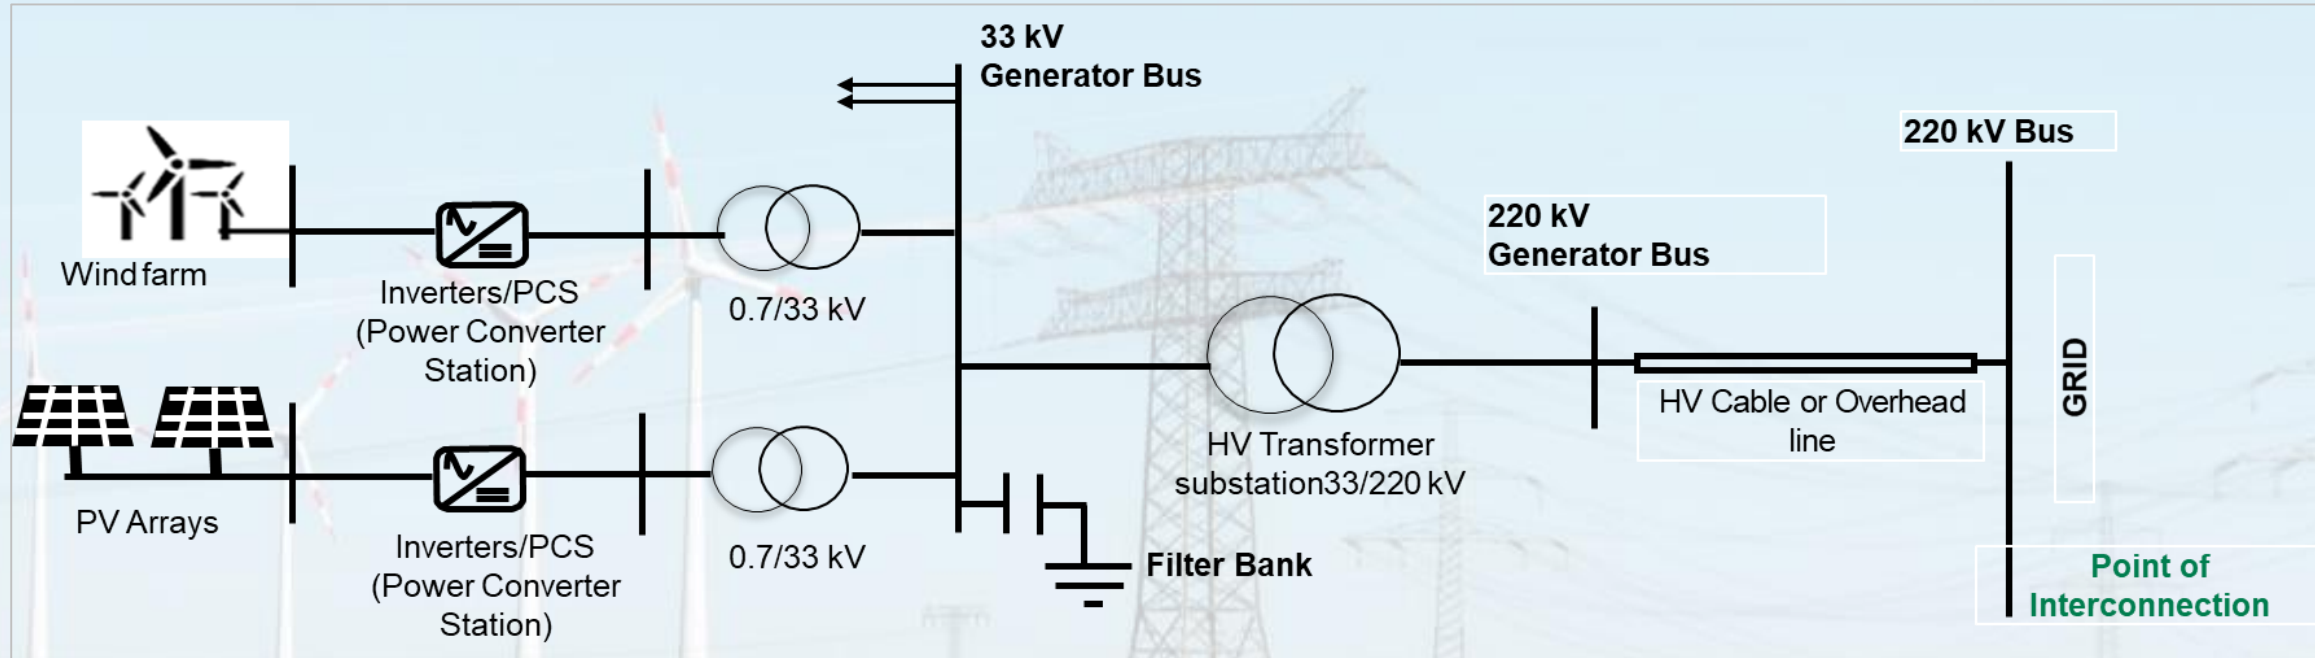 33 kV
Generator Bus
220 kV Bus
220 kV
Generator Bus
Wind farm
Inverters/PCS
(Power Converter
Station)
0.7/33 kV
GRID
HV Cable or Overhead
line
HV Transformer
substation33/220 kV
PV Arrays
Inverters/PCS
(Power Converter
Station)
0.7/33 kV
Filter Bank
Point of
Interconnection